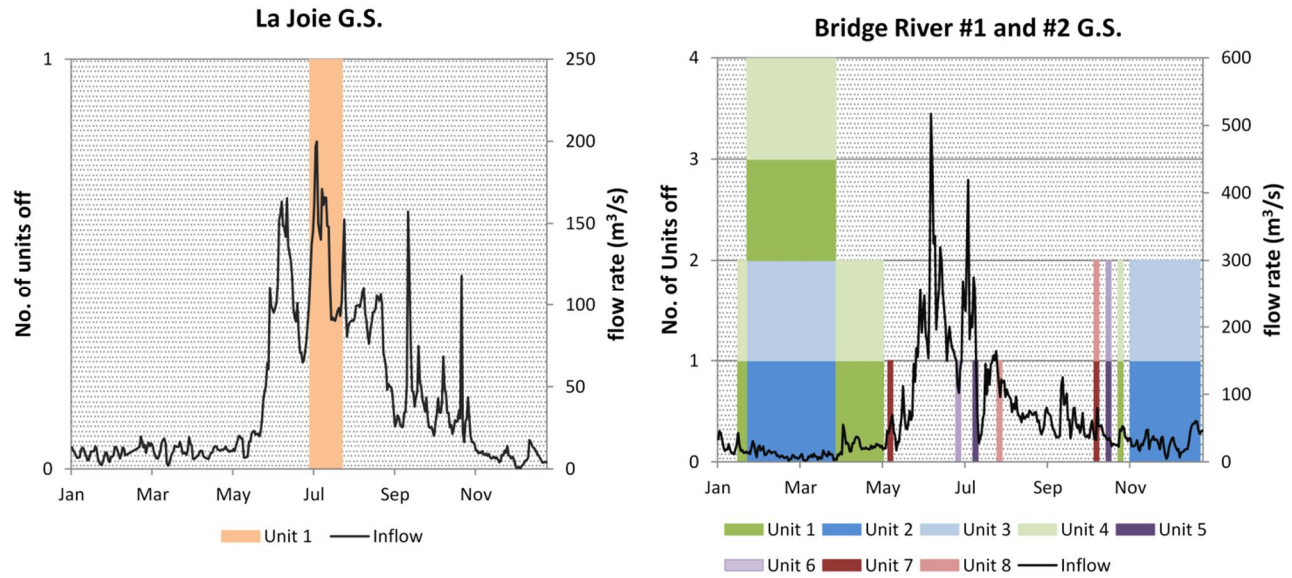 La Joie G.S.
No. of units off
1
0
250
200
150
100
50
0
flow rate (m³/s)
Jan Mar May Jul Sep Nov
Unit 1 Inflow
Bridge River #1 and #2 G.S.
No. of Units off
4
3
2
1
0
600
500
400
300
200
100
0
flow rate (m³/s)
Jan Mar May Jul Sep Nov
Unit 1 Unit 2 Unit 3 Unit 4 Unit 5
Unit 6 Unit 7 Unit 8 Inflow